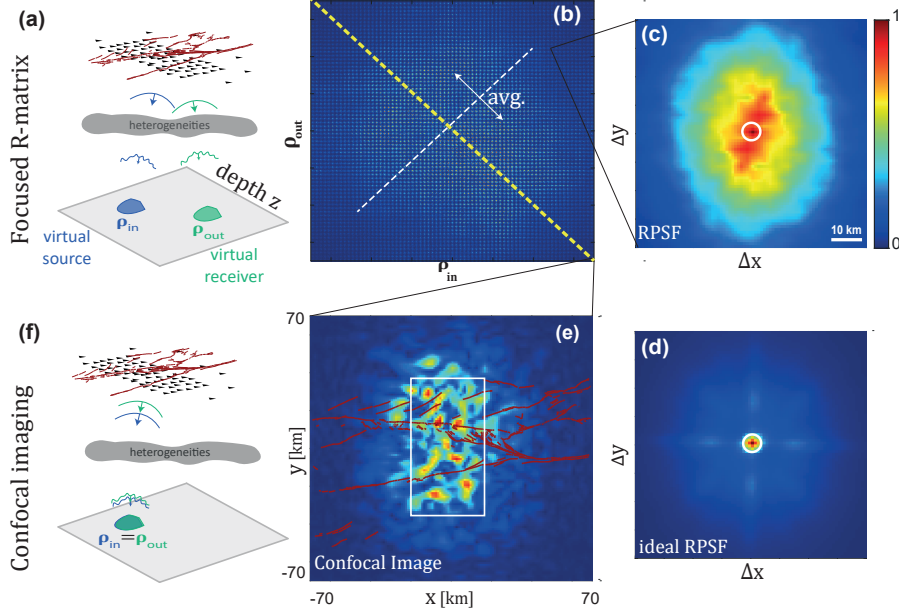 (a)
Focused R-matrix
heterogeneities
depth z
ρin
ρout
virtual
source
virtual
receiver
(b)
avg.
ρout
ρin
(c)
1
0
Δy
RPSF
10 km
Δx
(f)
Confocal imaging
heterogeneities
ρin=ρout
(e)
70
y [km]
-70
Confocal Image
-70
x [km]
70
(d)
Δy
ideal RPSF
Δx